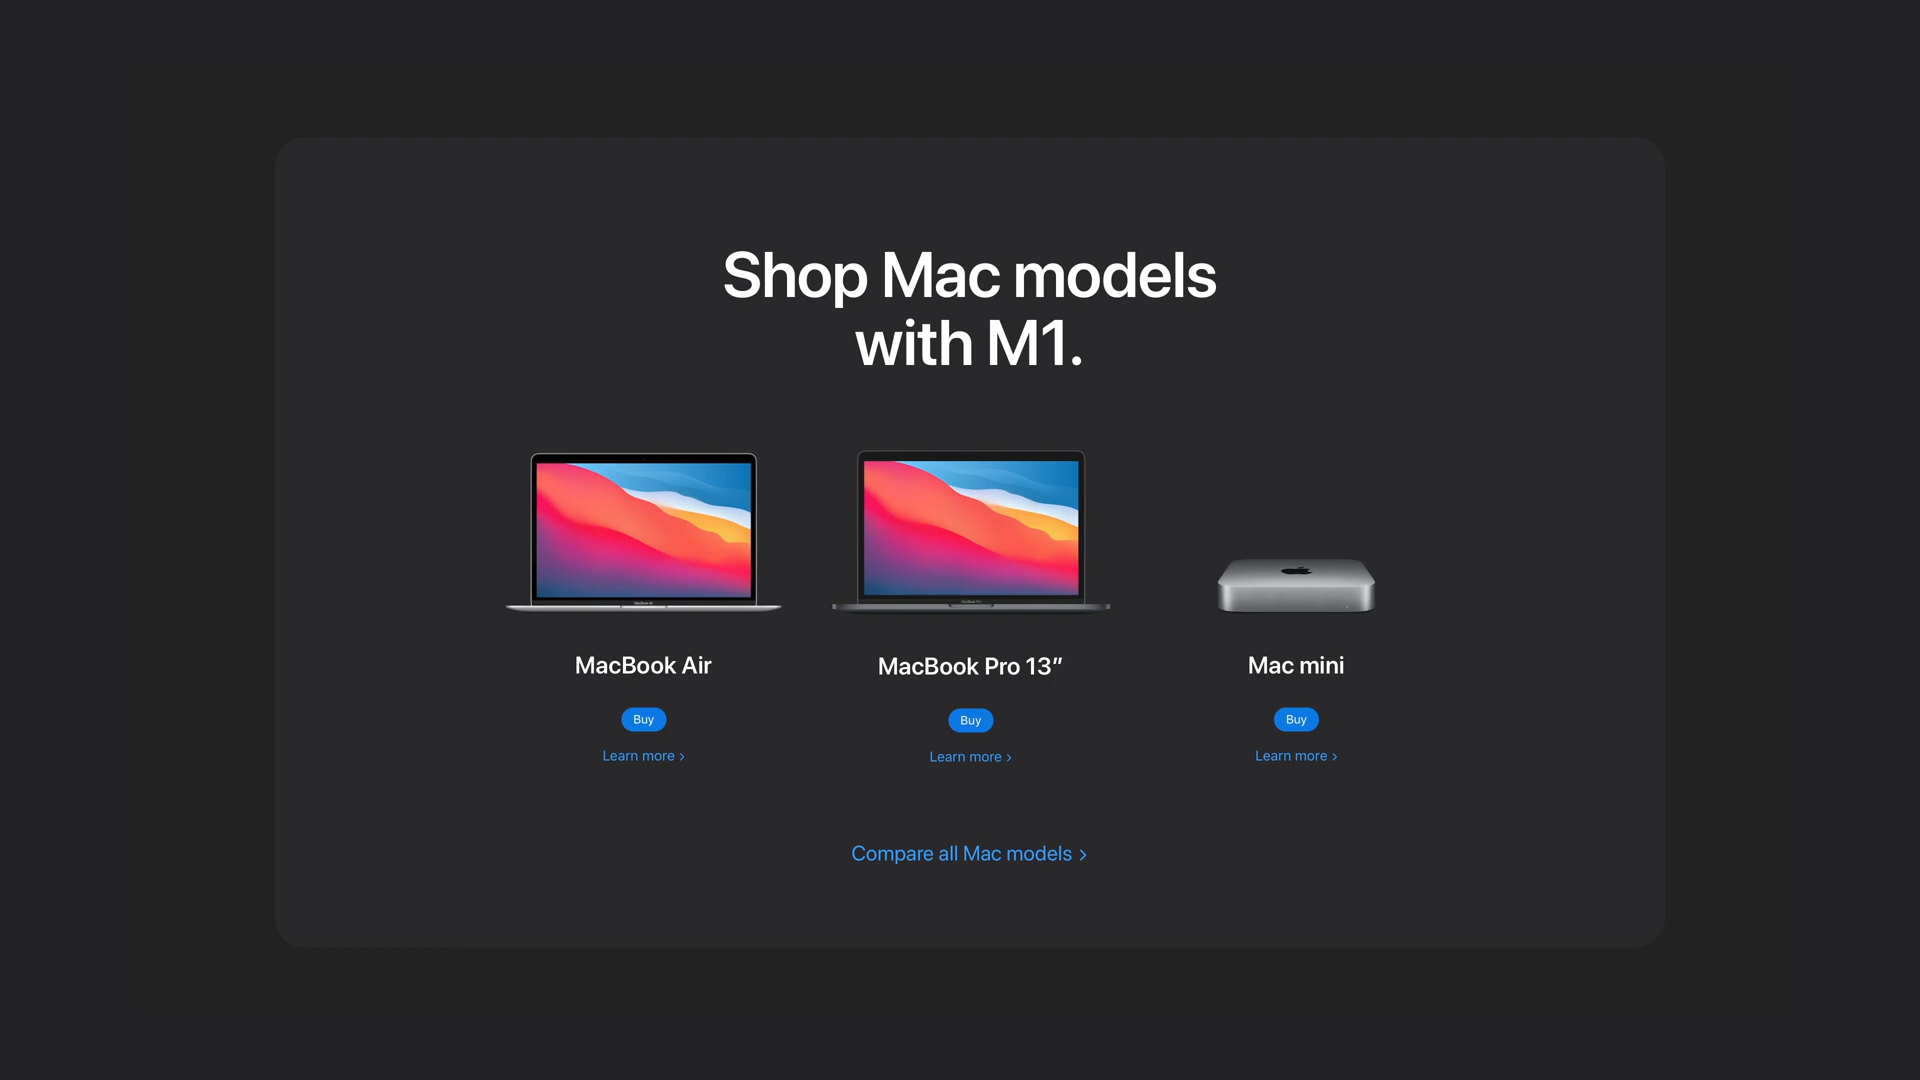 Shop Mac models
with M1.
MacBook Air
MacBook Pro 13″
Mac mini
Buy
Buy
Buy
Learn more ›
Learn more ›
Learn more ›
Compare all Mac models ›